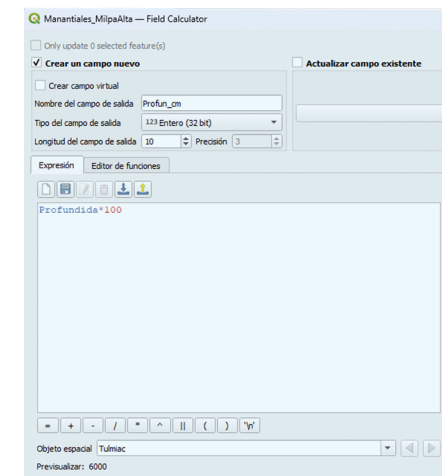 Manantiales_MilpaAlta — Field Calculator
Only update 0 selected feature(s)
Crear un campo nuevo
Actualizar campo existente
Crear campo virtual
Nombre del campo de salida Profun_cm
Tipo del campo de salida 123 Entero (32 bit)
Longitud del campo de salida 10 Precisión 3
Expresión Editor de funciones
Profundida*100
= + - / * ^ || ( ) '\n'
Objeto espacial Tulmiac
Previsualizar: 6000